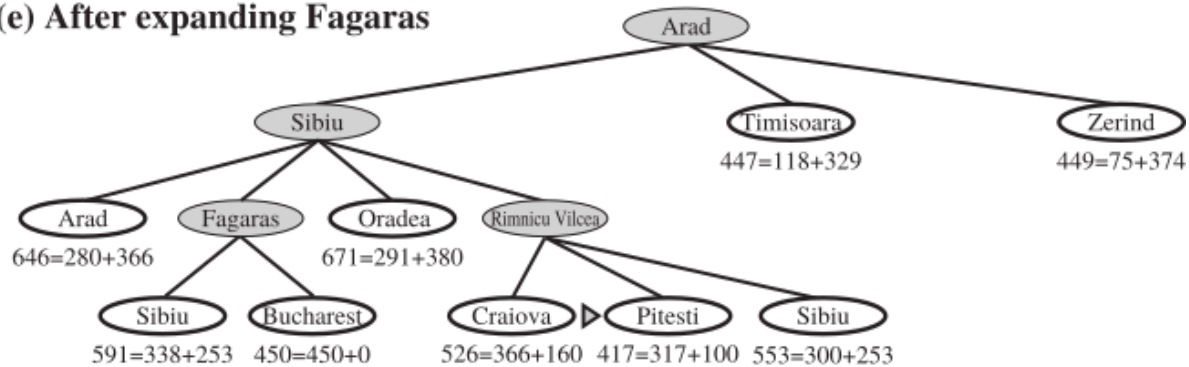 (e) After expanding Fagaras
Arad
Sibiu
Timisoara
Zerind
447=118+329
449=75+374
Arad
Fagaras
Oradea
Rimnicu Vilcea
646=280+366
671=291+380
Sibiu
Bucharest
Craiova
Pitesti
Sibiu
591=338+253
450=450+0
526=366+160
417=317+100
553=300+253